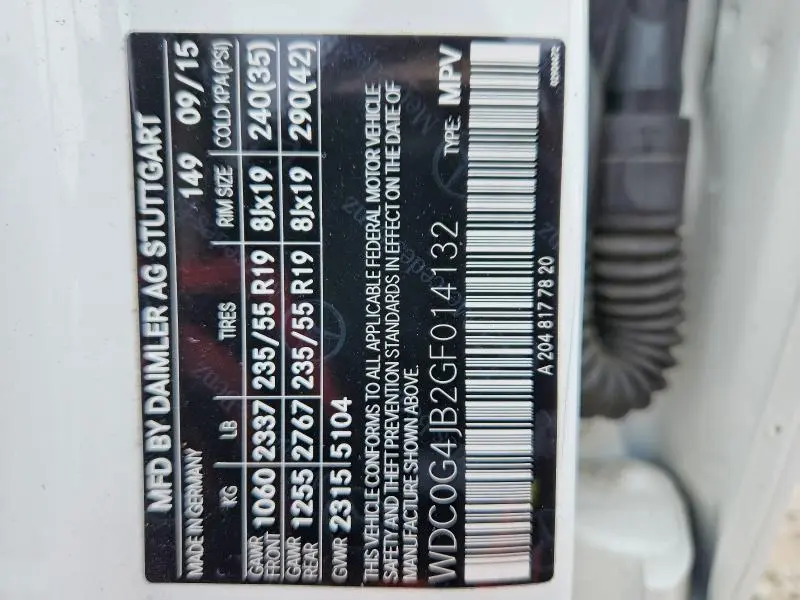 MFD BY DAIMLER AG STUTTGART
MADE IN GERMANY 149 09/15
KG LB TIRES RIM SIZE COLD KPA(PSI)
GAWR FRONT 1060 2337 235/55 R19 8Jx19 240(35)
GAWR REAR 1255 2767 235/55 R19 8Jx19 290(42)
GVWR 2315 5104
THIS VEHICLE CONFORMS TO ALL APPLICABLE FEDERAL MOTOR VEHICLE
SAFETY AND THEFT PREVENTION STANDARDS IN EFFECT ON THE DATE OF
MANUFACTURE SHOWN ABOVE.
WDC0G4JB2GF014132 TYPE: MPV
A 204 817 78 20